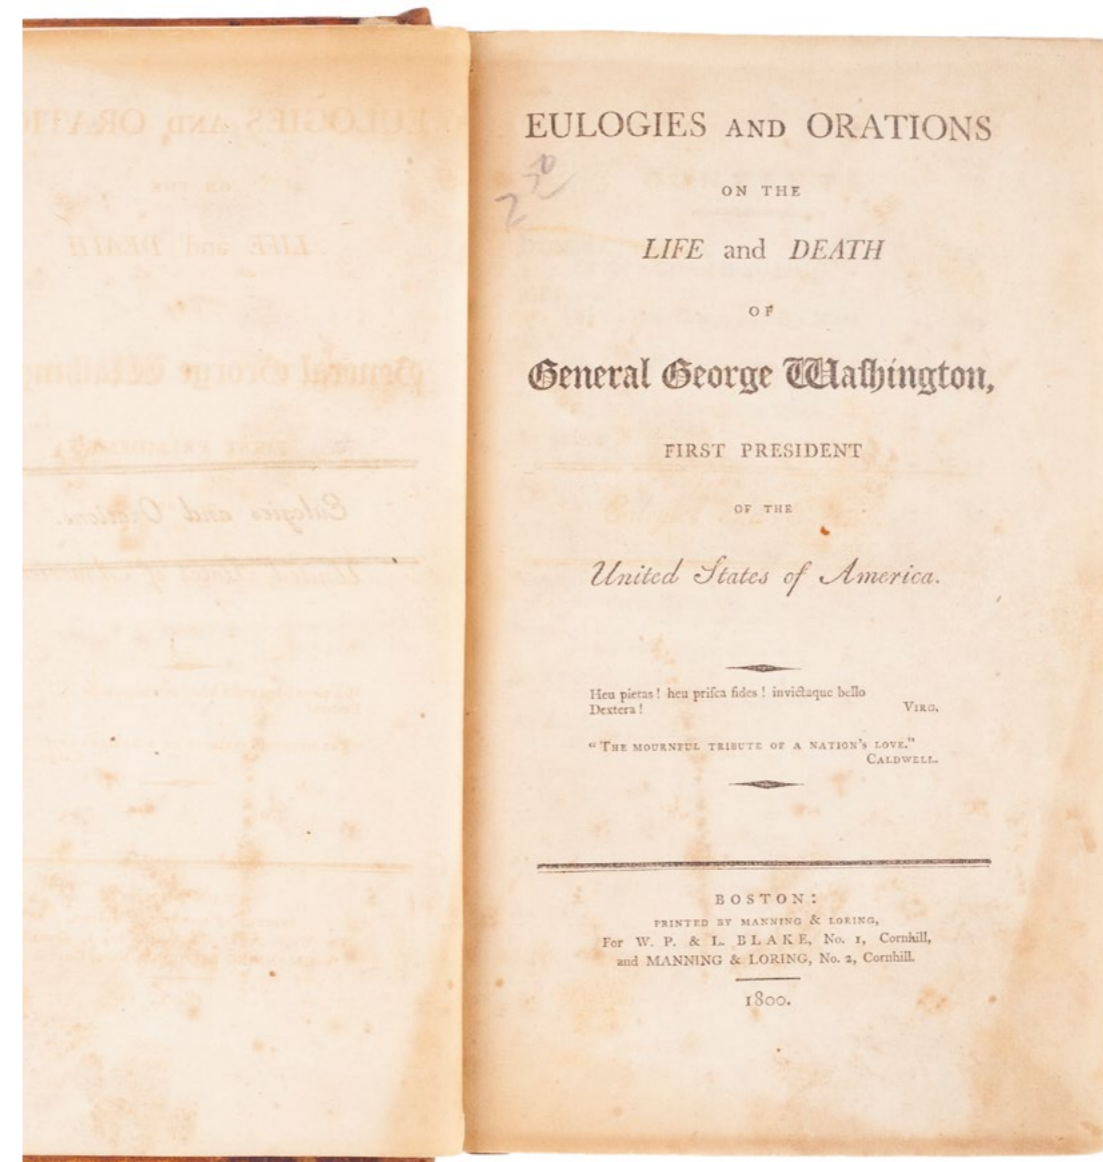 EULOGIES AND ORATIONS
ON THE
LIFE and DEATH
OF
General George Waſhington,
FIRST PRESIDENT
OF THE
United States of America.
Heu pietas! heu priſca fides! invictaque bello
Dextera! VIRG.
“THE MOURNFUL TRIBUTE OF A NATION'S LOVE.”
CALDWELL.
BOSTON:
PRINTED BY MANNING & LORING,
For W. P. & L. BLAKE, No. 1, Cornhill,
and MANNING & LORING, No. 2, Cornhill.
1800.